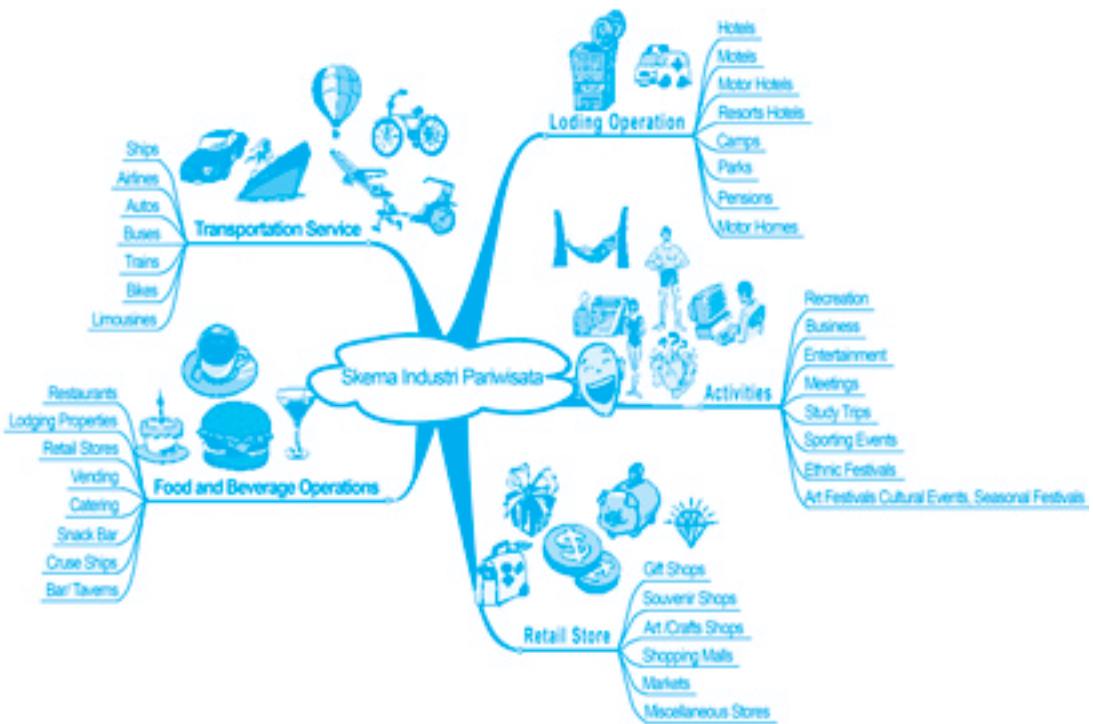 Skema Industri Pariwisata
Loding Operation
Hotels
Motels
Motor Hotels
Resorts Hotels
Camps
Parks
Pensions
Motor Homes
Activities
Recreation
Business
Entertainment
Meetings
Study Trips
Sporting Events
Ethnic Festivals
Art Festivals Cultural Events, Seasonal Festivals
Retail Store
Gift Shops
Souvenir Shops
Art /Crafts Shops
Shopping Malls
Markets
Miscellaneous Stores
Transportation Service
Ships
Airlines
Autos
Buses
Trains
Bikes
Limousines
Food and Beverage Operations
Restaurants
Lodging Properties
Retail Stores
Vending
Catering
Snack Bar
Cruse Ships
Bar/ Taverns